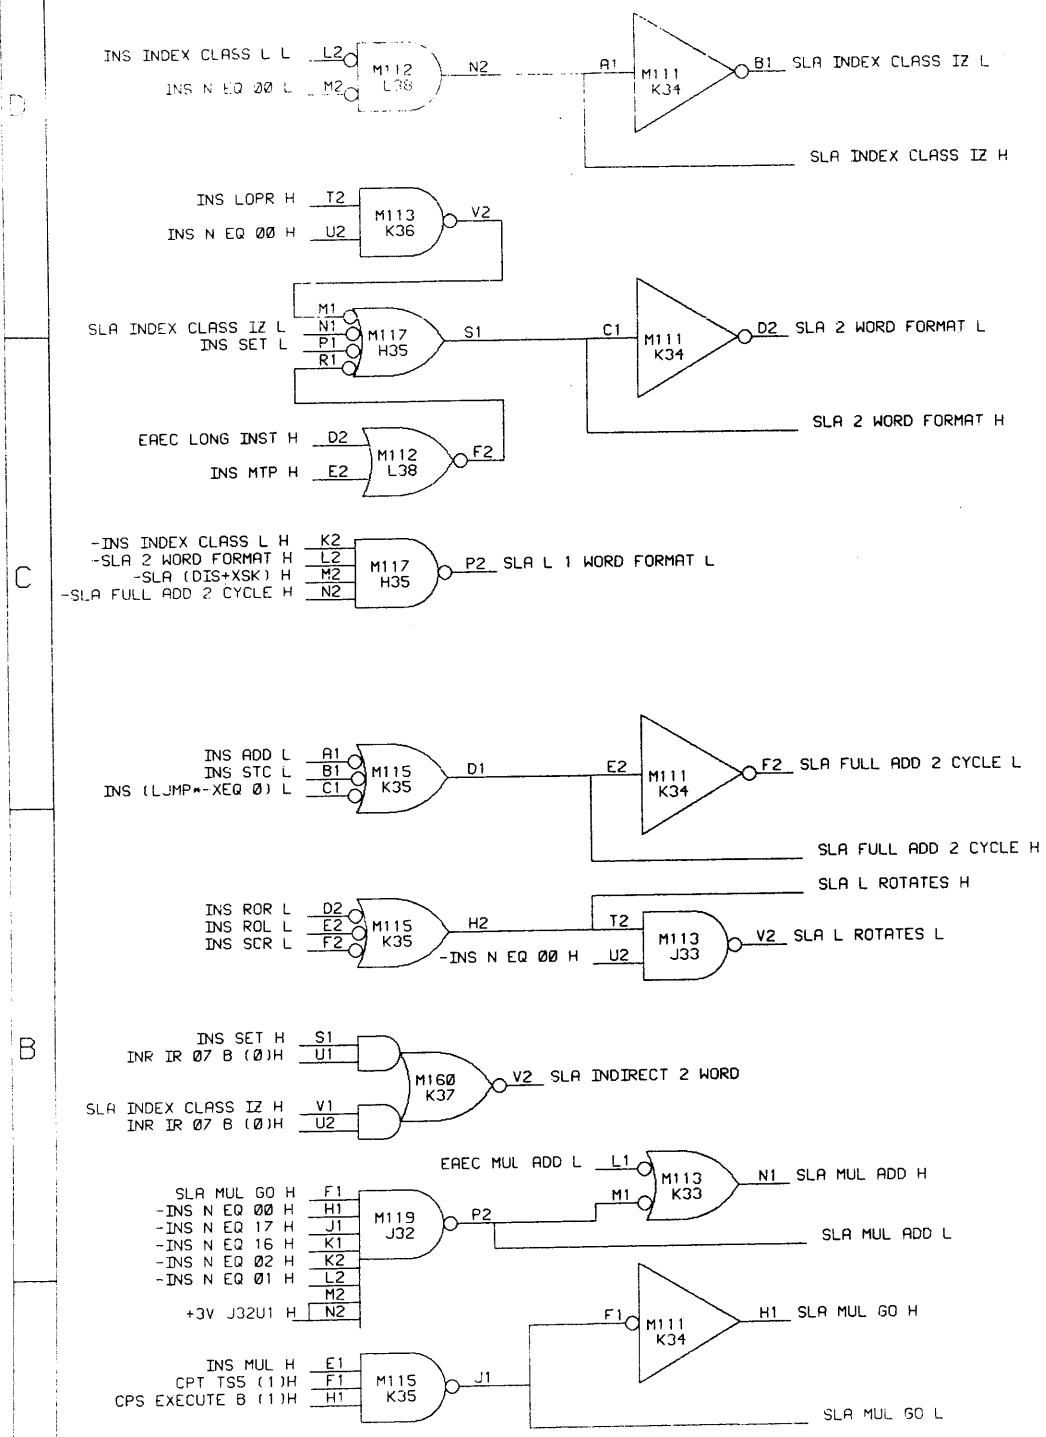 D
INS INDEX CLASS L L L2
INS N EQ 00 L M2
M112
L38
N2
A1
M111
K34
B1 SLA INDEX CLASS IZ L
SLA INDEX CLASS IZ H
INS LOPR H T2
INS N EQ 00 H U2
M113
K36
V2
M1
SLA INDEX CLASS IZ L N1
INS SET L P1
R1
M117
H35
S1
C1
M111
K34
D2 SLA 2 WORD FORMAT L
SLA 2 WORD FORMAT H
EAEC LONG INST H D2
INS MTP H E2
M112
L38
F2
C
-INS INDEX CLASS L H K2
-SLA 2 WORD FORMAT H L2
-SLA (DIS+XSK) H M2
-SLA FULL ADD 2 CYCLE H N2
M117
H35
P2 SLA L 1 WORD FORMAT L
INS ADD L A1
INS STC L B1
INS (LJMP*-XEQ 0) L C1
M115
K35
D1
E2
M111
K34
F2 SLA FULL ADD 2 CYCLE L
SLA FULL ADD 2 CYCLE H
SLA L ROTATES H
INS ROR L D2
INS ROL L E2
INS SCR L F2
M115
K35
H2
T2
-INS N EQ 00 H U2
M113
J33
V2 SLA L ROTATES L
B
INS SET H S1
INR IR 07 B (0)H U1
M160
K37
V2 SLA INDIRECT 2 WORD
SLA INDEX CLASS IZ H V1
INR IR 07 B (0)H U2
EAEC MUL ADD L L1
M1
M113
K33
N1 SLA MUL ADD H
SLA MUL GO H F1
-INS N EQ 00 H H1
-INS N EQ 17 H J1
-INS N EQ 16 H K1
-INS N EQ 02 H K2
-INS N EQ 01 H L2
M2
+3V J32U1 H N2
M119
J32
P2
SLA MUL ADD L
F1
M111
K34
H1 SLA MUL GO H
INS MUL H E1
CPT TS5 (1)H F1
CPS EXECUTE B (1)H H1
M115
K35
J1
SLA MUL GO L